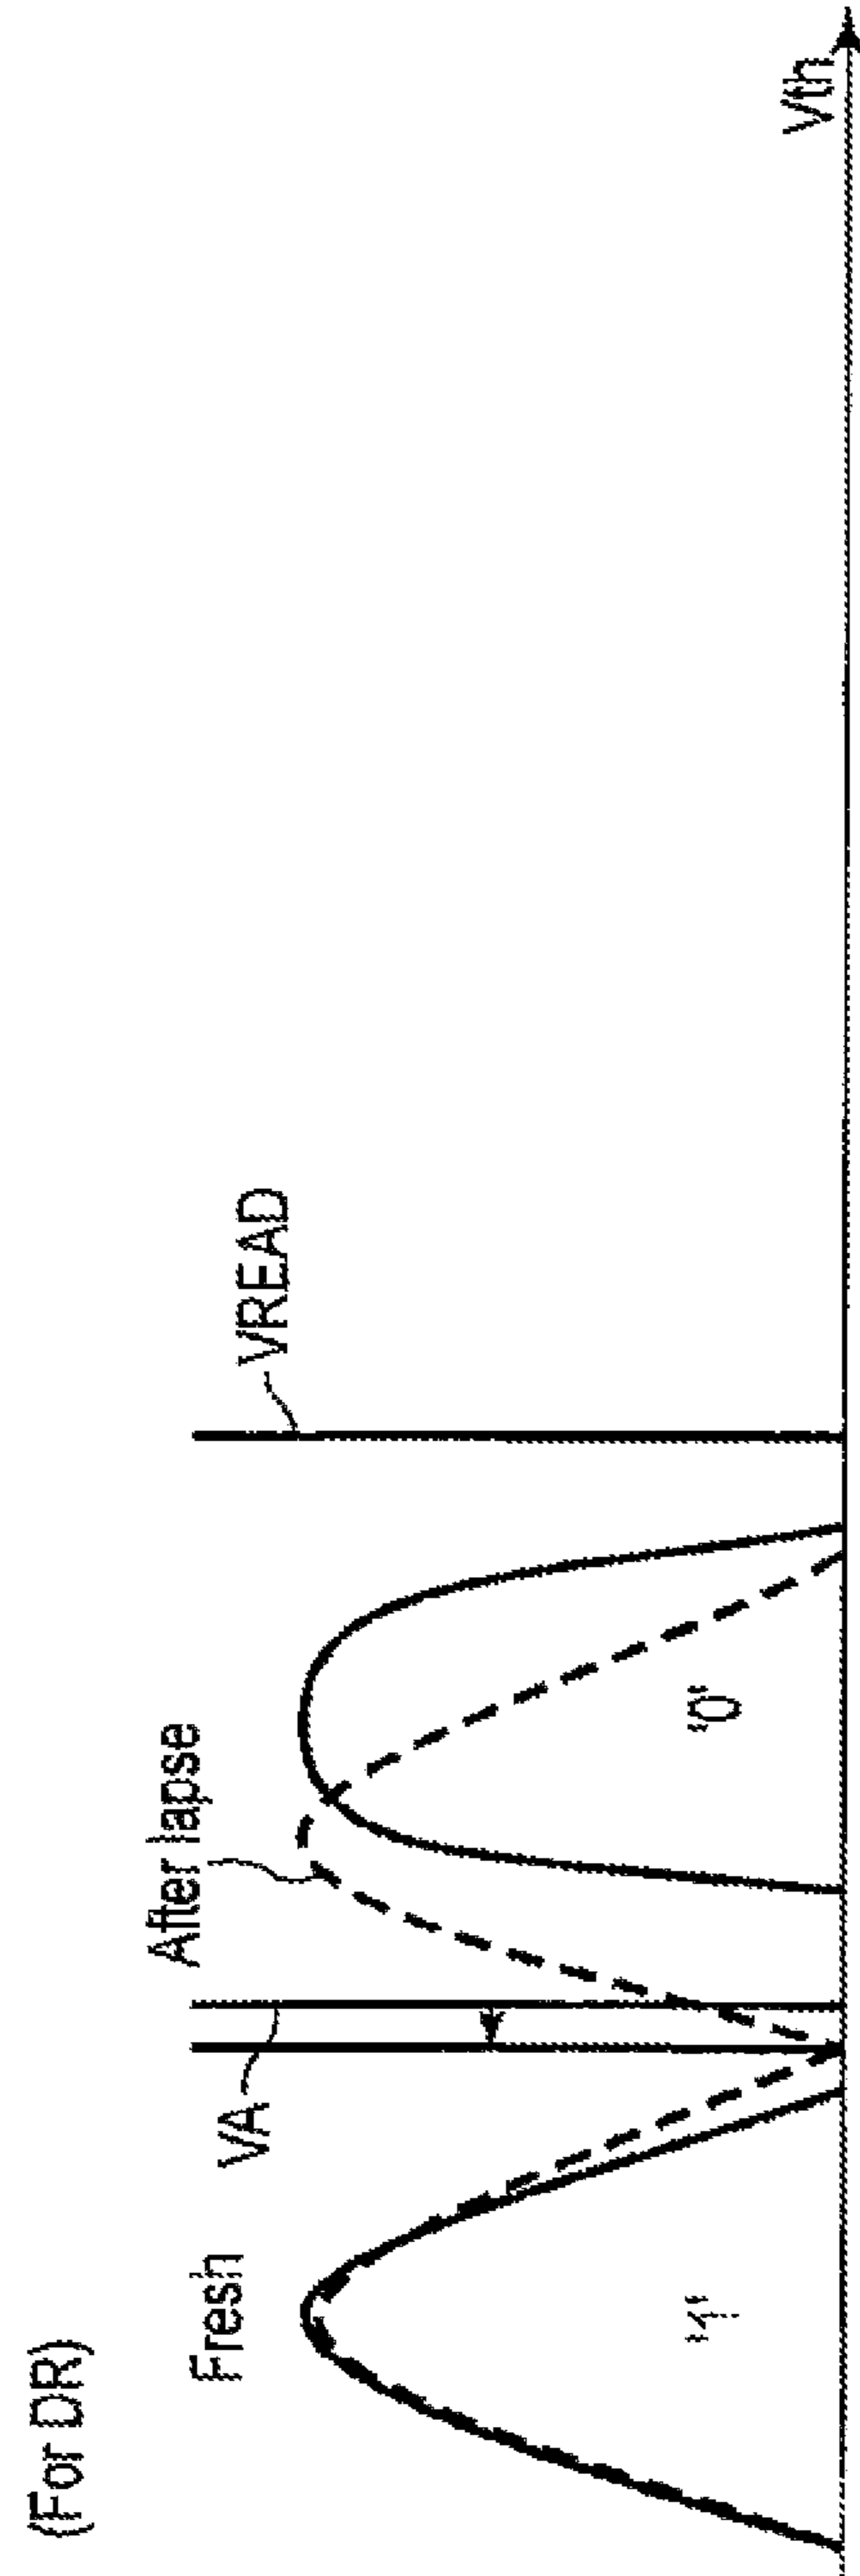 (For DR)
Fresh
VA
After lapse
VREAD
'1'
'0'
Vth